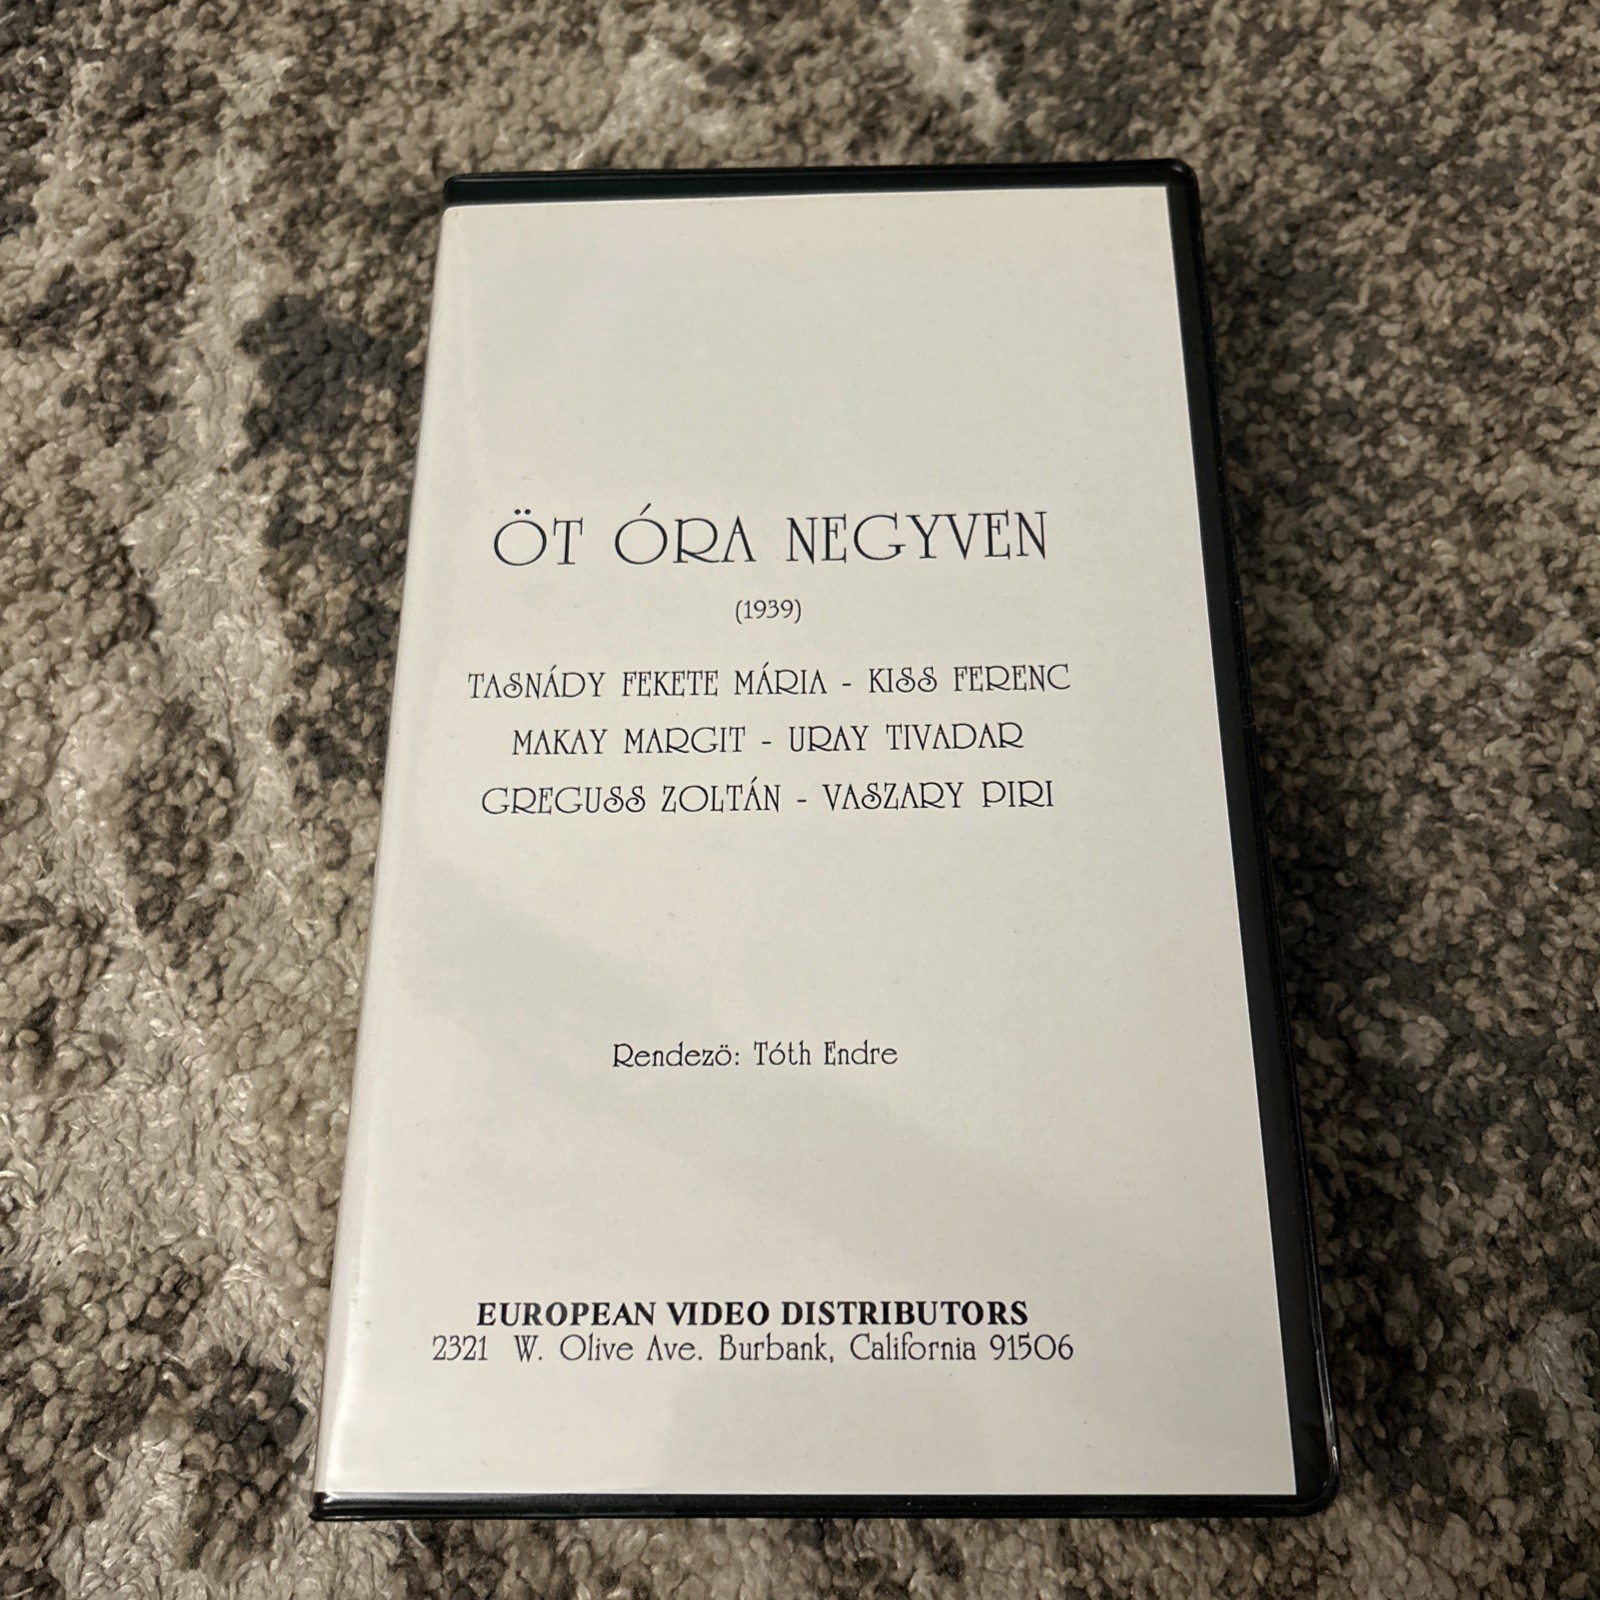 ÖT ÓRA NEGYVEN
(1939)
TASNÁDY FEKETE MÁRIA - KISS FERENC
MAKAY MARGIT - URAY TIVADAR
GREGUSS ZOLTÁN - VASZARY PIRI
Rendezö: Tóth Endre
EUROPEAN VIDEO DISTRIBUTORS
2321 W. Olive Ave. Burbank, California 91506